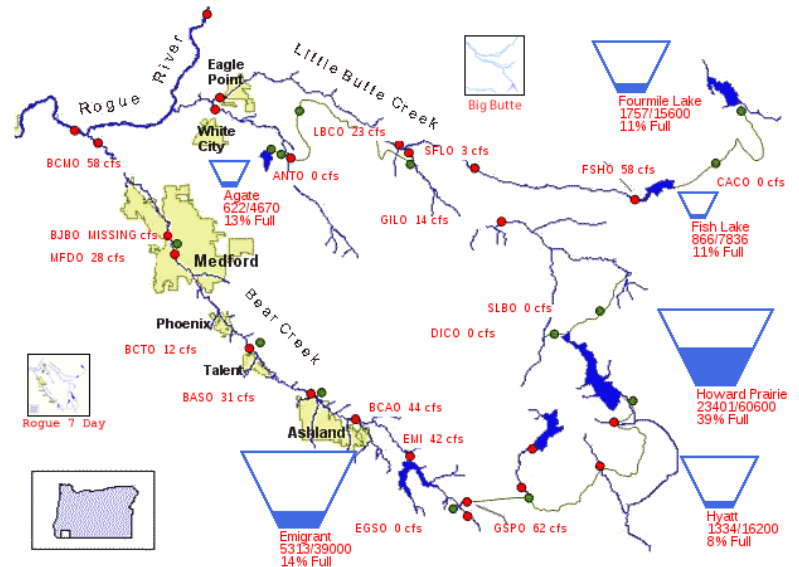 Rogue River
Eagle
Point
Little Butte Creek
Big Butte
Fourmile Lake
1757/15600
11% Full
White
City
LBCO 23 cfs
SFLO 3 cfs
BCMO 58 cfs
ANTO 0 cfs
FSHO 58 cfs
CACO 0 cfs
Agate
622/4670
13% Full
GILO 14 cfs
Fish Lake
866/7836
11% Full
BJBO MISSING cfs
MFDO 28 cfs
Medford
Bear Creek
SLBO 0 cfs
DICO 0 cfs
Phoenix
BCTO 12 cfs
Talent
BASO 31 cfs
Howard Prairie
23401/60600
39% Full
Rogue 7 Day
BCAO 44 cfs
Ashland
EMI 42 cfs
EGSO 0 cfs
GSPO 62 cfs
Emigrant
5313/39000
14% Full
Hyatt
1334/16200
8% Full